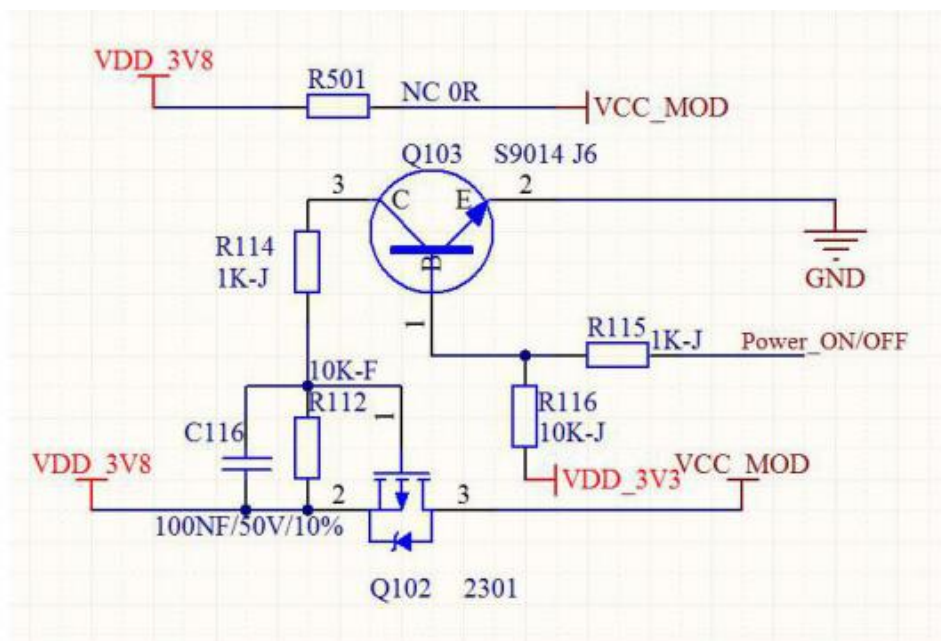 VDD_3V8
R501
NC 0R
VCC_MOD
Q103
S9014 J6
3
C
E
2
B
R114
1K-J
GND
1
R115
1K-J
Power_ON/OFF
10K-F
R112
1
R116
10K-J
C116
VDD_3V8
VDD_3V3
VCC_MOD
2
3
100NF/50V/10%
Q102
2301